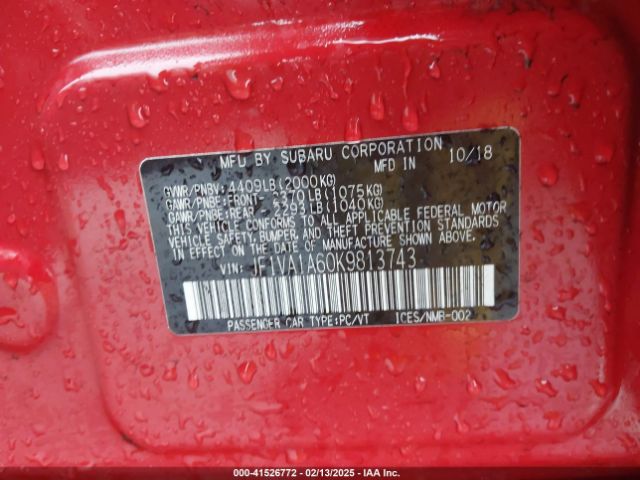 MFD BY SUBARU CORPORATION
MFD IN 10/18
GVWR/PNBV: 4409LB(2000KG)
GAWR/PNBE:FRONT- 2370LB(1075KG)
GAWR/PNBE:REAR - 2293LB(1040KG)
THIS VEHICLE CONFORMS TO ALL APPLICABLE FEDERAL MOTOR
VEHICLE SAFETY, BUMPER, AND THEFT PREVENTION STANDARDS
IN EFFECT ON THE DATE OF MANUFACTURE SHOWN ABOVE.
VIN: JF1VA1A60K9813743
PASSENGER CAR TYPE:PC/VT ICES/NMB-002
000-41526772 - 02/13/2025 - IAA Inc.